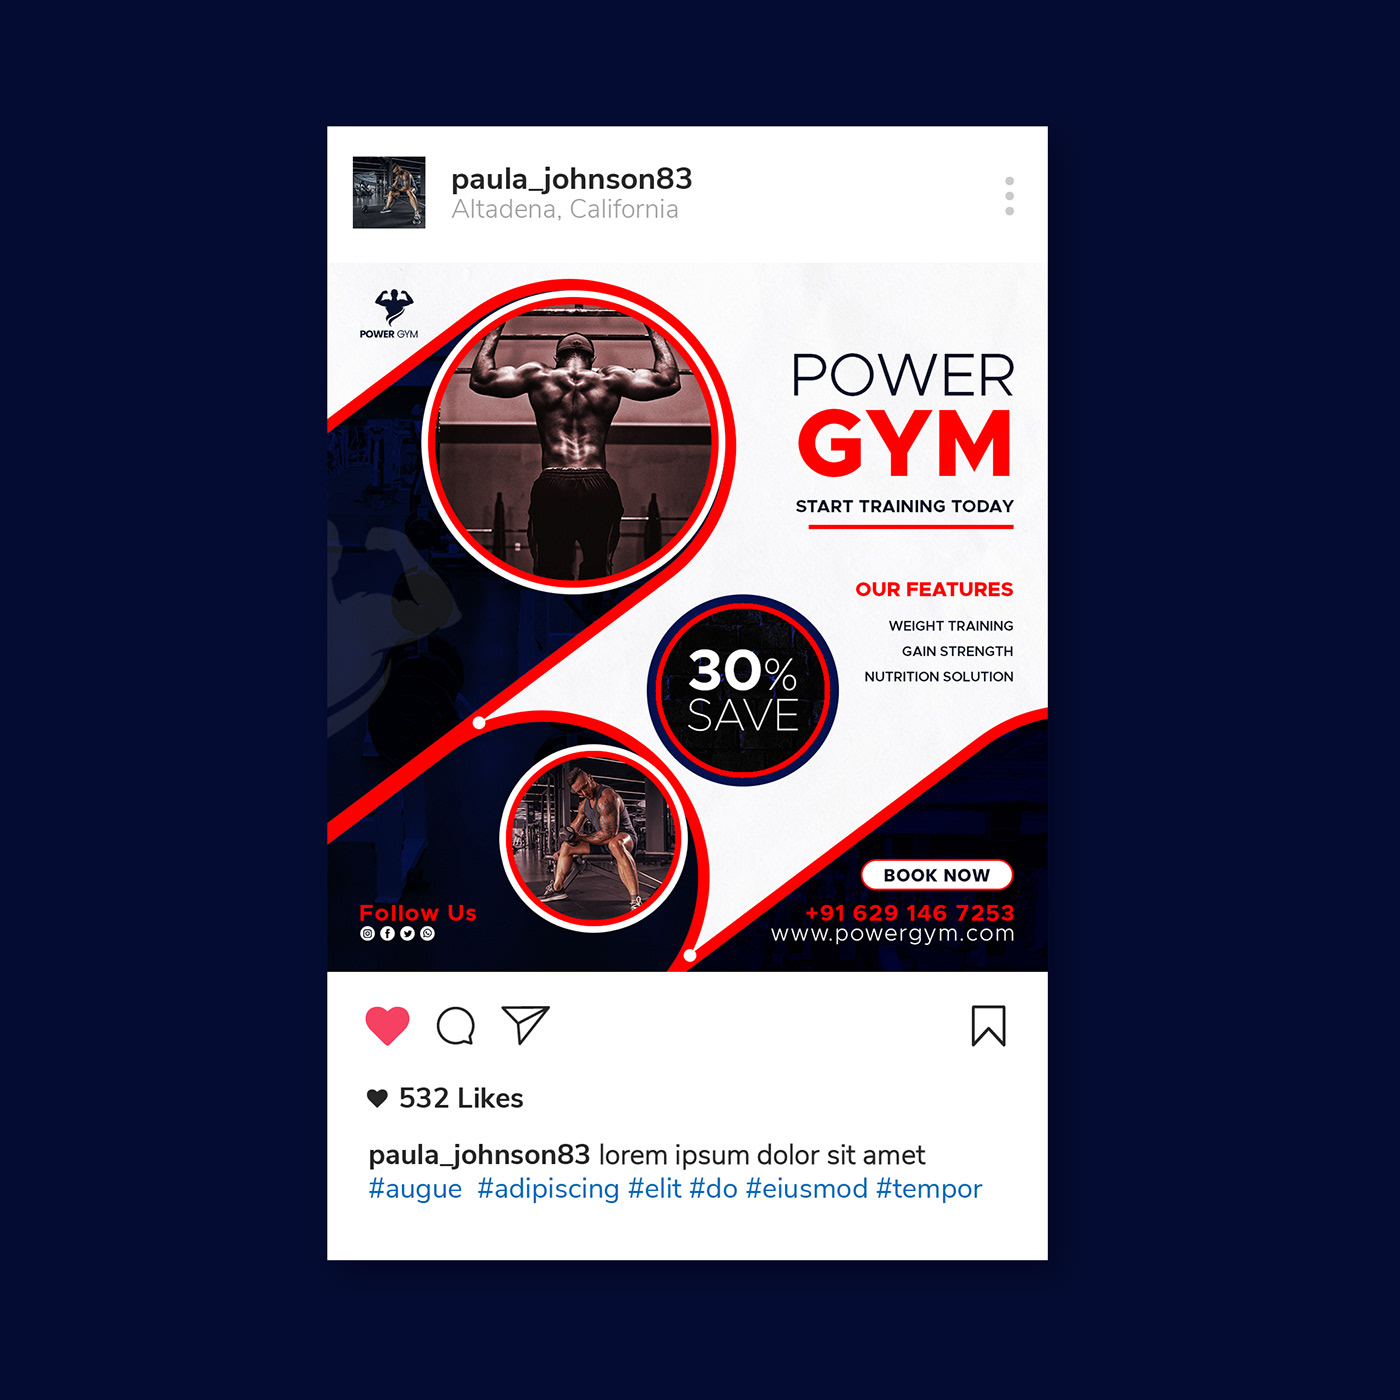 paula_johnson83
Altadena, California
POWER GYM
POWER
GYM
START TRAINING TODAY
OUR FEATURES
WEIGHT TRAINING
GAIN STRENGTH
NUTRITION SOLUTION
30%
SAVE
BOOK NOW
Follow Us
+91 629 146 7253
www.powergym.com
532 Likes
paula_johnson83 lorem ipsum dolor sit amet
#augue #adipiscing #elit #do #eiusmod #tempor